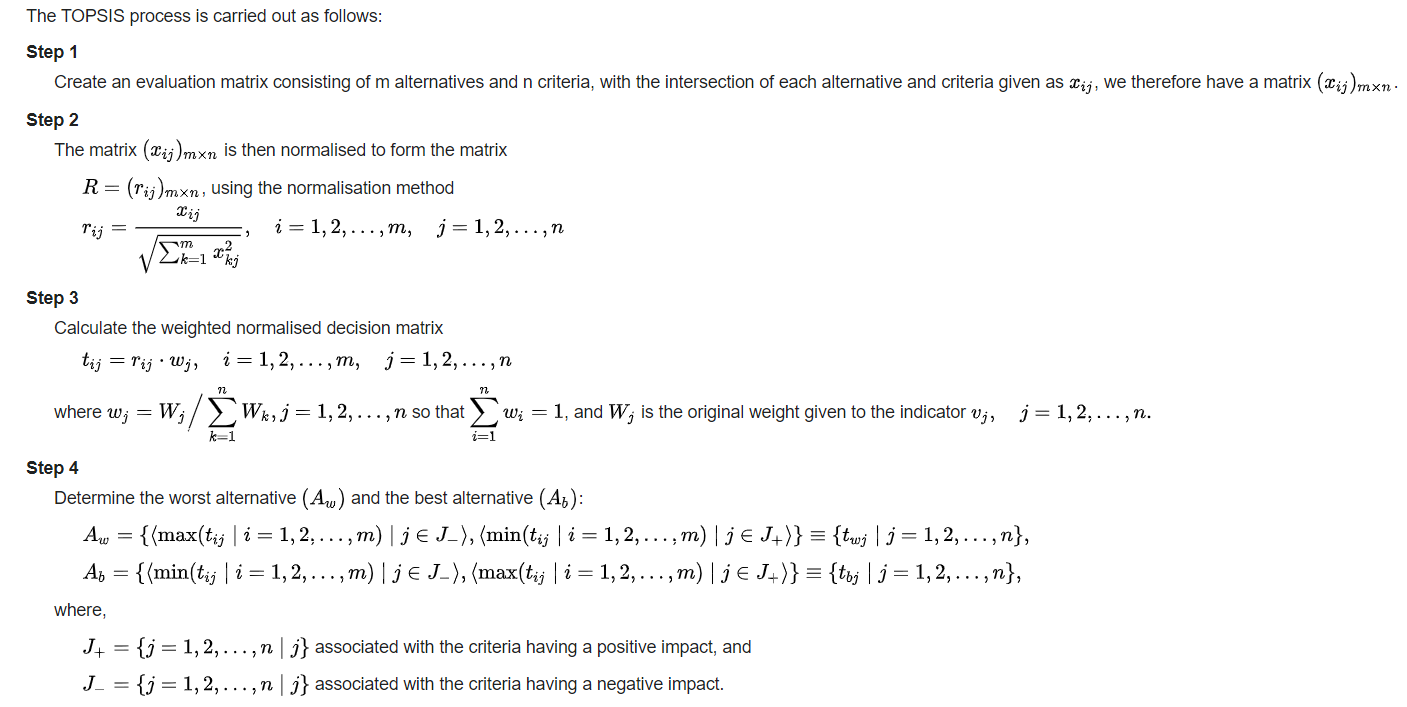 The TOPSIS process is carried out as follows:
Step 1
Create an evaluation matrix consisting of m alternatives and n criteria, with the intersection of each alternative and criteria given as $x_{ij}$, we therefore have a matrix $(x_{ij})_{m \times n}$.
Step 2
The matrix $(x_{ij})_{m \times n}$ is then normalised to form the matrix
$R = (r_{ij})_{m \times n}$, using the normalisation method
$r_{ij} = \frac{x_{ij}}{\sqrt{\sum_{k=1}^{m} x_{kj}^2}}, \quad i = 1, 2, \ldots, m, \quad j = 1, 2, \ldots, n$
Step 3
Calculate the weighted normalised decision matrix
$t_{ij} = r_{ij} \cdot w_j, \quad i = 1, 2, \ldots, m, \quad j = 1, 2, \ldots, n$
where $w_j = W_j \Big/ \sum_{k=1}^{n} W_k, j = 1, 2, \ldots, n$ so that $\sum_{i=1}^{n} w_i = 1$, and $W_j$ is the original weight given to the indicator $v_j, \quad j = 1, 2, \ldots, n.$
Step 4
Determine the worst alternative $(A_w)$ and the best alternative $(A_b)$:
$A_w = \{\langle \max(t_{ij} \mid i = 1, 2, \ldots, m) \mid j \in J_- \rangle, \langle \min(t_{ij} \mid i = 1, 2, \ldots, m) \mid j \in J_+ \rangle\} \equiv \{t_{wj} \mid j = 1, 2, \ldots, n\},$
$A_b = \{\langle \min(t_{ij} \mid i = 1, 2, \ldots, m) \mid j \in J_- \rangle, \langle \max(t_{ij} \mid i = 1, 2, \ldots, m) \mid j \in J_+ \rangle\} \equiv \{t_{bj} \mid j = 1, 2, \ldots, n\},$
where,
$J_+ = \{j = 1, 2, \ldots, n \mid j\}$ associated with the criteria having a positive impact, and
$J_- = \{j = 1, 2, \ldots, n \mid j\}$ associated with the criteria having a negative impact.